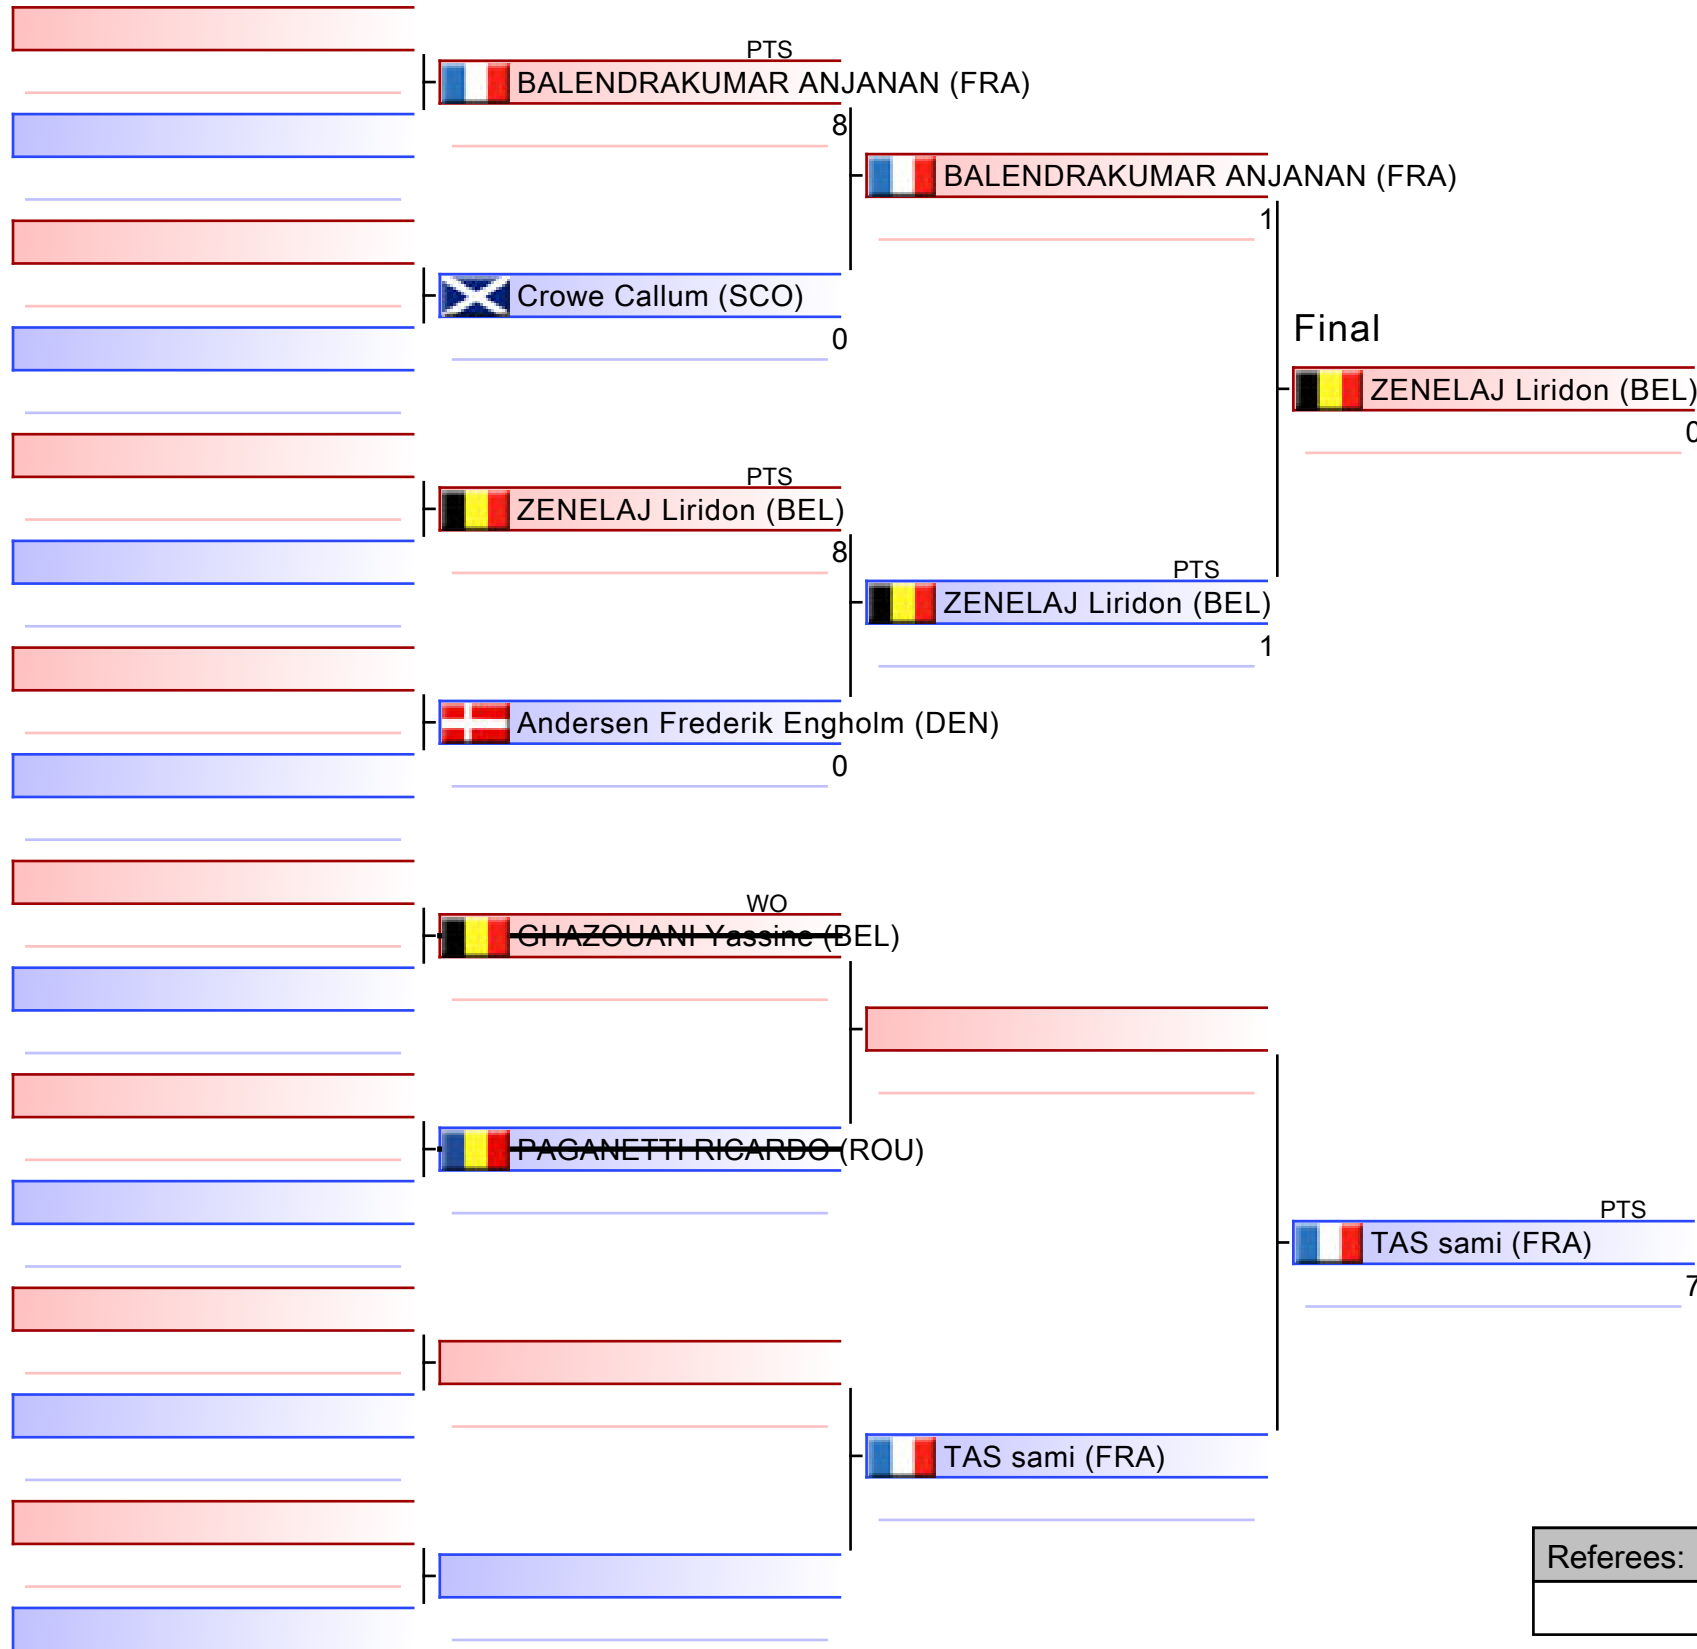 PTS
BALENDRAKUMAR ANJANAN (FRA)
8
BALENDRAKUMAR ANJANAN (FRA)
1
Crowe Callum (SCO)
0
Final
ZENELAJ Liridon (BEL)
0
PTS
ZENELAJ Liridon (BEL)
8
PTS
ZENELAJ Liridon (BEL)
1
Andersen Frederik Engholm (DEN)
0
WO
GHAZOUANI Yassine (BEL)
PAGANETTI RICARDO (ROU)
PTS
TAS sami (FRA)
7
TAS sami (FRA)
Referees: